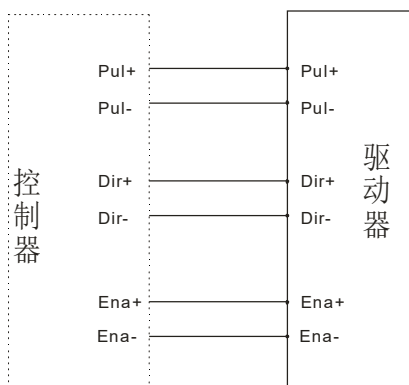 Pul+ Pul+
Pul- Pul-
Dir+ Dir+
Dir- Dir-
Ena+ Ena+
Ena- Ena-
控制器
驱动器